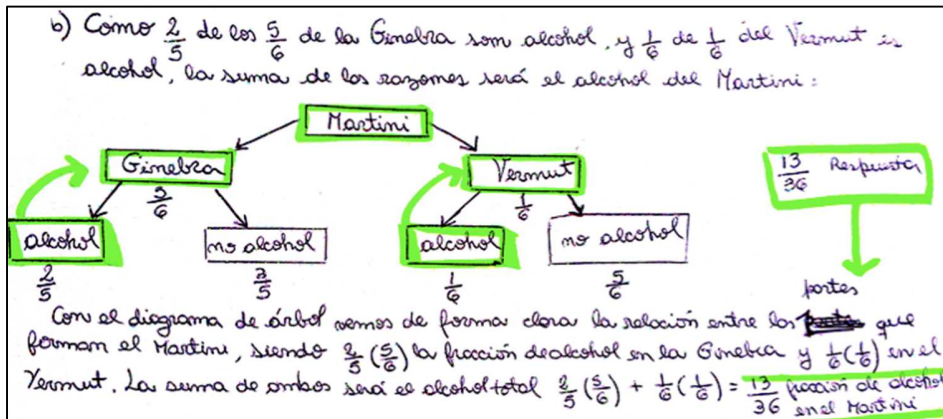 b) Como 2/5 de los 5/6 de la Ginebra son alcohol, y 1/6 de 1/6 del Vermut es
alcohol, la suma de las razones será el alcohol del Martini:
Martini
Ginebra
5/6
Vermut
1/6
13/36 Respuesta
alcohol
2/5
no alcohol
3/5
alcohol
1/6
no alcohol
5/6
Con el diagrama de árbol vemos de forma clara la relación entre las partes que
forman el Martini, siendo 2/5 (5/6) la fracción de alcohol en la Ginebra y 1/6 (1/6) en el
Vermut. La suma de ambos será el alcohol total 2/5 (5/6) + 1/6 (1/6) = 13/36 fracción de alcohol
en el Martini